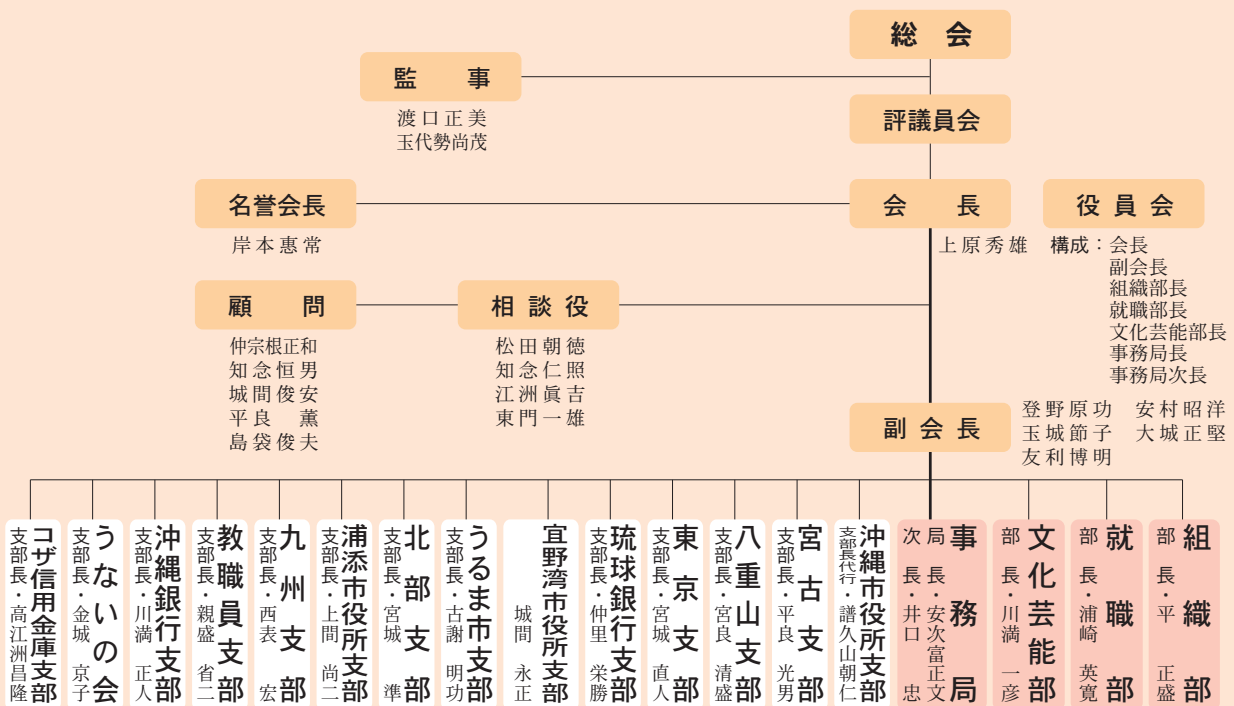 総会
監事
渡口正美
玉代勢尚茂
評議員会
名誉会長
岸本惠常
会長
上原秀雄
役員会
構成：会長
副会長
組織部長
就職部長
文化芸能部長
事務局長
事務局次長
顧問
仲宗根正和
知念恒男
城間俊安
平良 薫
島袋俊夫
相談役
松田朝徳
知念仁照
江洲眞吉
東門一雄
副会長
登野原功 安村昭洋
玉城節子 大城正堅
友利博明
組織部
部長・平 正盛
就職部
部長・浦崎 英寛
文化芸能部
部長・川満 一彦
事務局
局長・安次富正文
次長・井口 忠
沖縄市役所支部
支部長代行・譜久山朝仁
宮古支部
支部長・平良 光男
八重山支部
支部長・宮良 清盛
東京支部
支部長・宮城 直人
琉球銀行支部
支部長・仲里 栄勝
宜野湾市役所支部
城間 永正
うるま市支部
支部長・古謝 明功
北部支部
支部長・宮城 準
浦添市役所支部
支部長・上間 尚二
九州支部
支部長・西表 宏
教職員支部
支部長・親盛 省二
沖縄銀行支部
支部長・川満 正人
うないの会
支部長・金城 京子
コザ信用金庫支部
支部長・高江洲昌隆